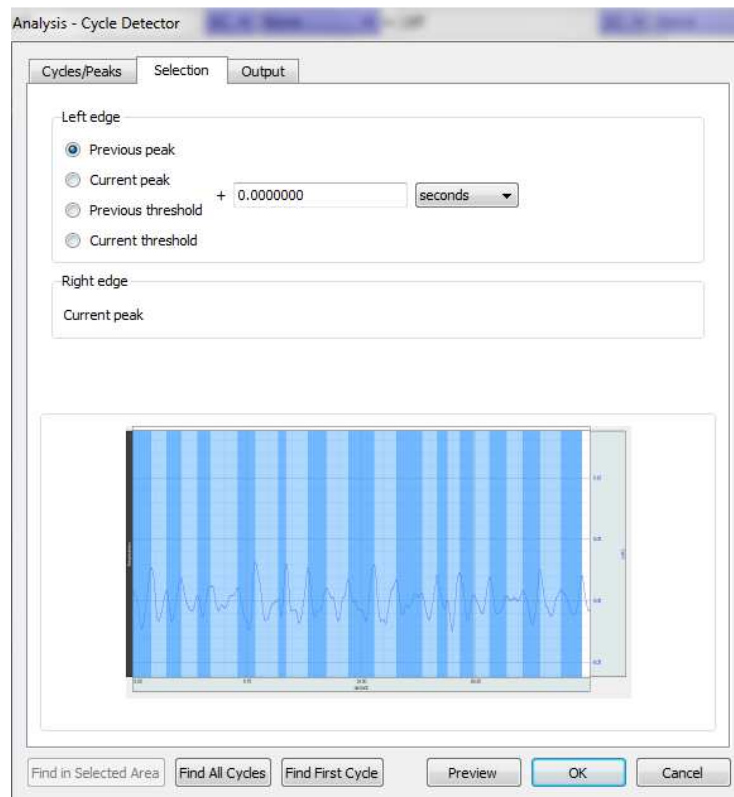 Analysis - Cycle Detector
Cycles/Peaks Selection Output
Left edge
Previous peak
Current peak
+ 0.0000000 seconds
Previous threshold
Current threshold
Right edge
Current peak
Find in Selected Area Find All Cycles Find First Cycle Preview OK Cancel